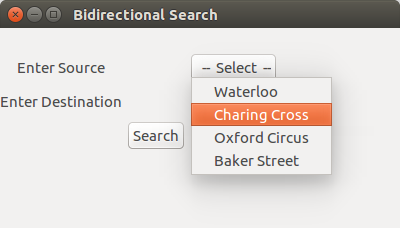 Bidirectional Search
Enter Source
-- Select --
Waterloo
Enter Destination
Charing Cross
Search
Oxford Circus
Baker Street